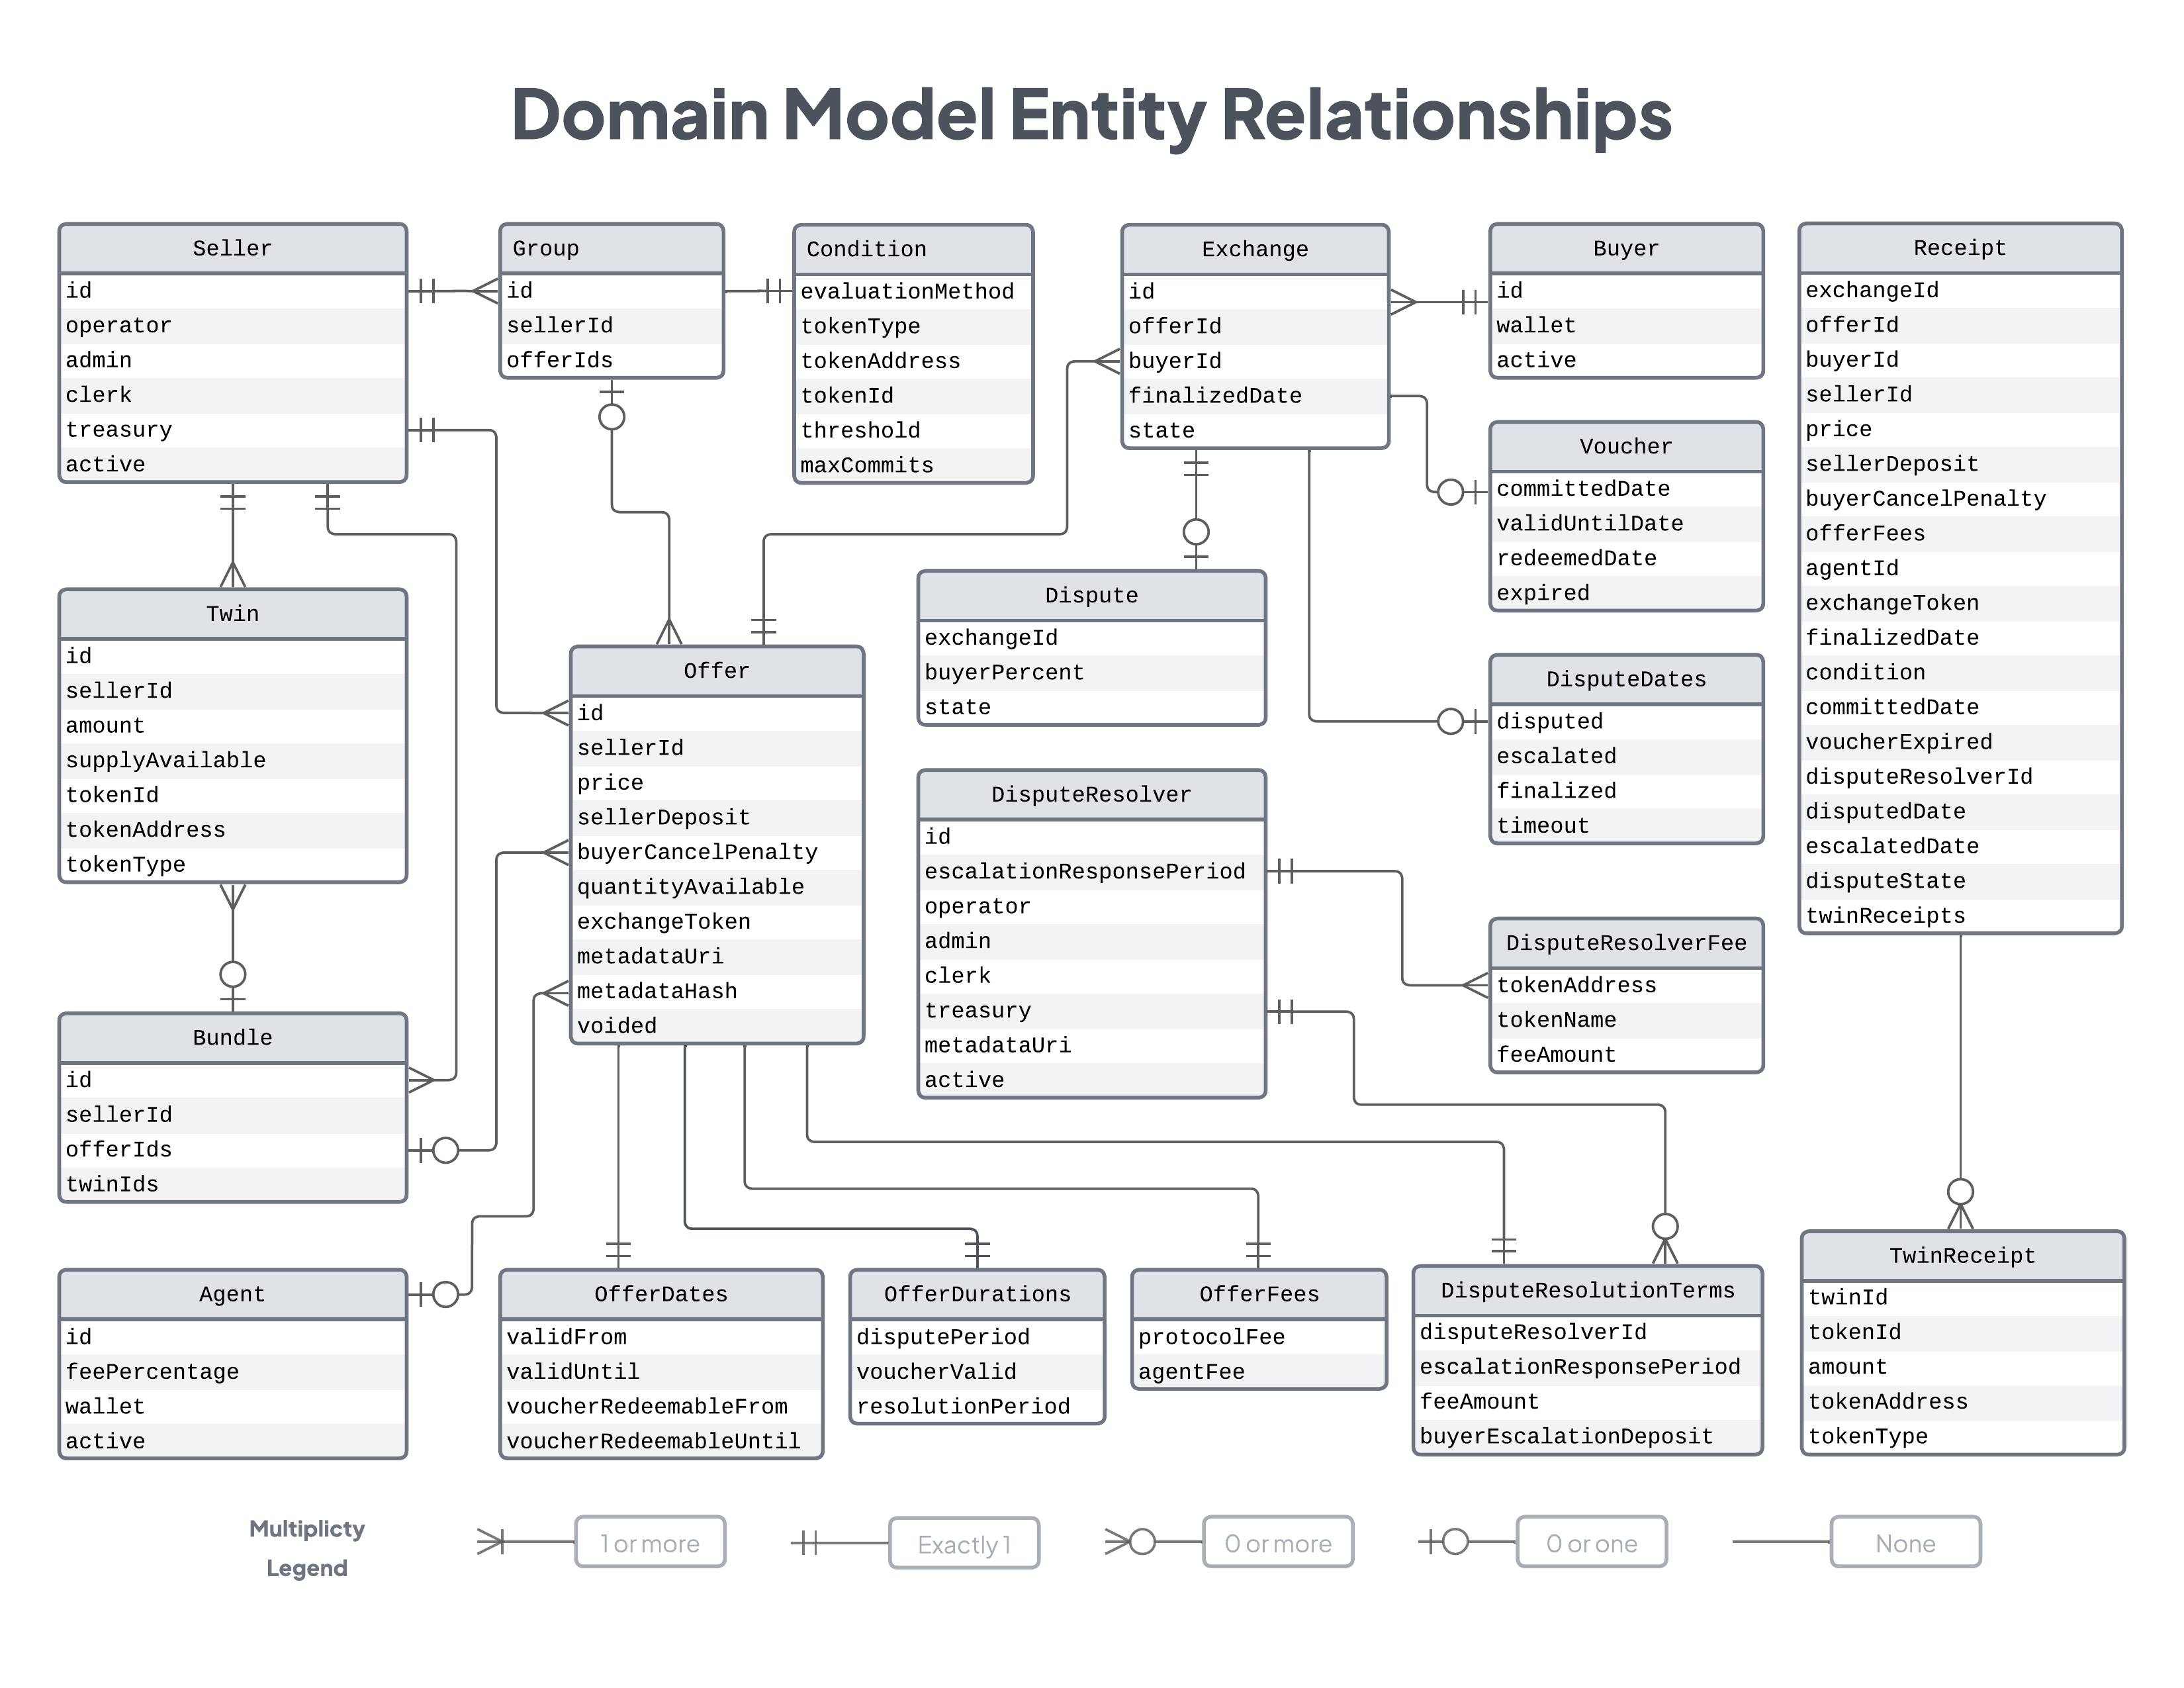 Domain Model Entity Relationships
Seller
id
operator
admin
clerk
treasury
active
Group
id
sellerId
offerIds
Condition
evaluationMethod
tokenType
tokenAddress
tokenId
threshold
maxCommits
Exchange
id
offerId
buyerId
finalizedDate
state
Buyer
id
wallet
active
Receipt
exchangeId
offerId
buyerId
sellerId
price
sellerDeposit
buyerCancelPenalty
offerFees
agentId
exchangeToken
finalizedDate
condition
committedDate
voucherExpired
disputeResolverId
disputedDate
escalatedDate
disputeState
twinReceipts
Voucher
committedDate
validUntilDate
redeemedDate
expired
Twin
id
sellerId
amount
supplyAvailable
tokenId
tokenAddress
tokenType
Offer
id
sellerId
price
sellerDeposit
buyerCancelPenalty
quantityAvailable
exchangeToken
metadataUri
metadataHash
voided
Dispute
exchangeId
buyerPercent
state
DisputeDates
disputed
escalated
finalized
timeout
DisputeResolver
id
escalationResponsePeriod
operator
admin
clerk
treasury
metadataUri
active
DisputeResolverFee
tokenAddress
tokenName
feeAmount
Bundle
id
sellerId
offerIds
twinIds
Agent
id
feePercentage
wallet
active
OfferDates
validFrom
validUntil
voucherRedeemableFrom
voucherRedeemableUntil
OfferDurations
disputePeriod
voucherValid
resolutionPeriod
OfferFees
protocolFee
agentFee
DisputeResolutionTerms
disputeResolverId
escalationResponsePeriod
feeAmount
buyerEscalationDeposit
TwinReceipt
twinId
tokenId
amount
tokenAddress
tokenType
Multiplicty
Legend
1 or more
Exactly 1
0 or more
0 or one
None